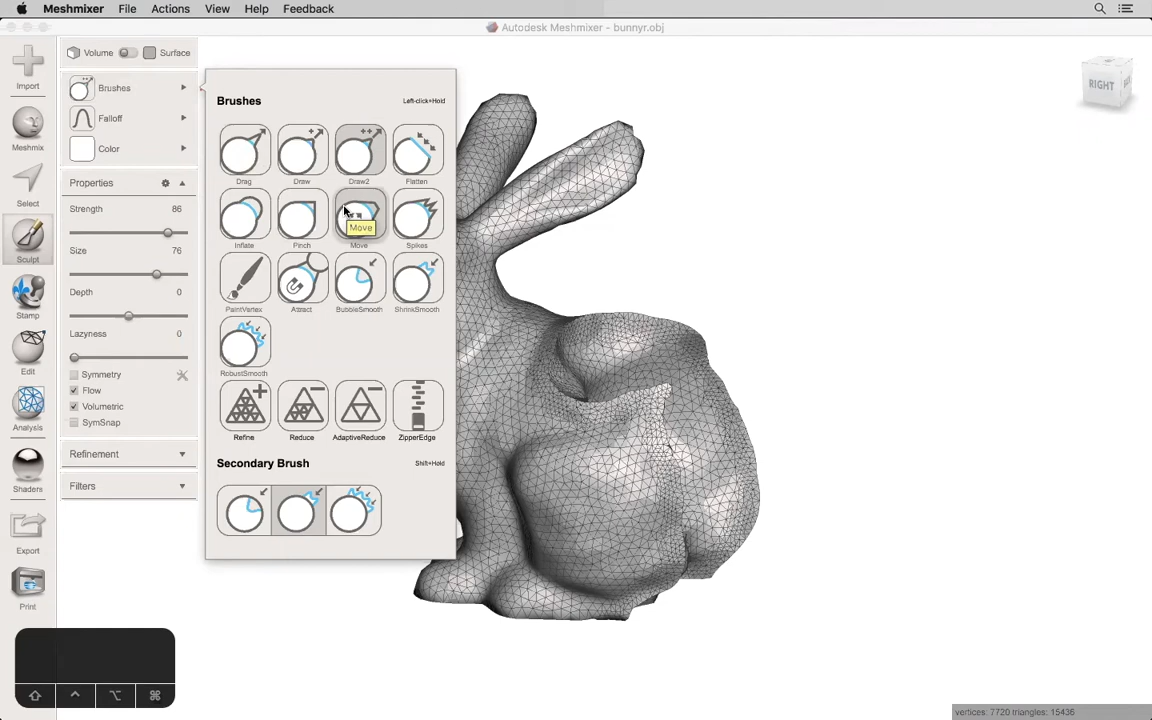 Meshmixer File Actions View Help Feedback
Autodesk Meshmixer - bunnyr.obj
Import
Meshmix
Select
Sculpt
Stamp
Edit
Analysis
Shaders
Export
Print
Volume Surface
Brushes
Falloff
Color
Properties
Strength 86
Size 76
Depth 0
Lazyness 0
Symmetry
Flow
Volumetric
SymSnap
Refinement
Filters
Brushes Left-click+Hold
Drag Draw Draw2 Flatten
Inflate Pinch Move Spikes
Move
PaintVertex Attract BubbleSmooth ShrinkSmooth
RobustSmooth
Refine Reduce AdaptiveReduce ZipperEdge
Secondary Brush Shift+Hold
RIGHT
vertices: 7720 triangles: 15436